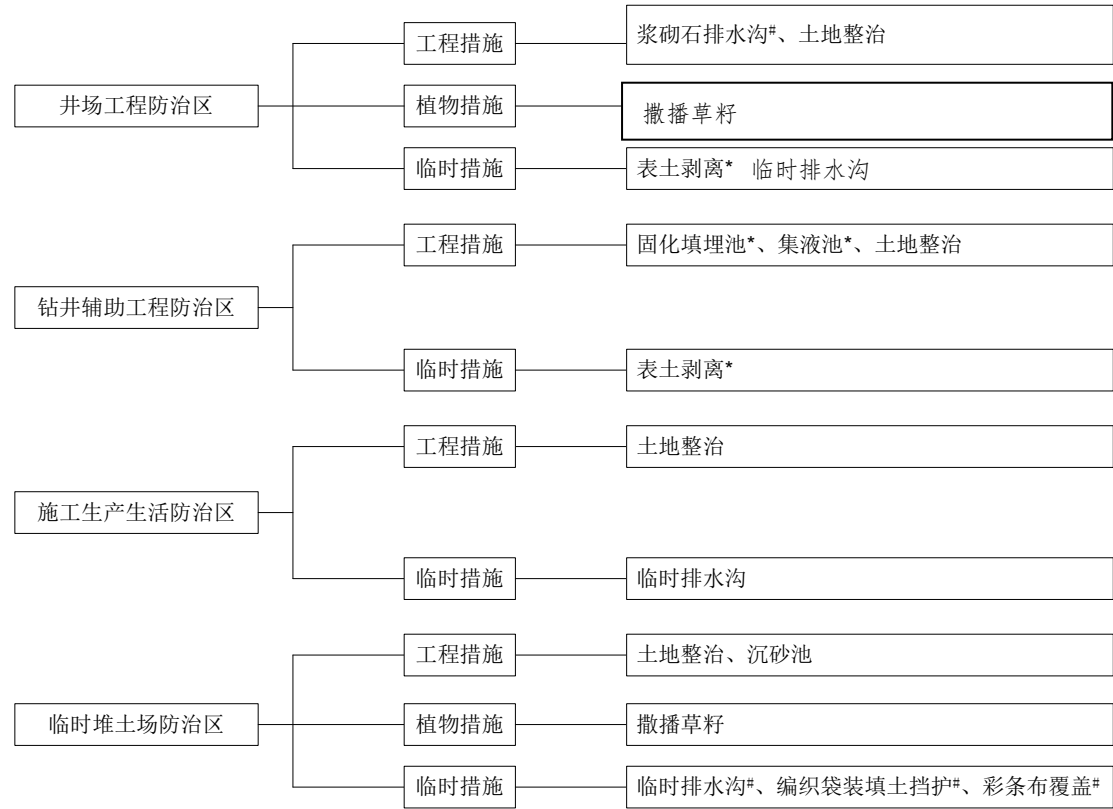 工程措施
浆砌石排水沟#、土地整治
井场工程防治区
植物措施
撒播草籽
临时措施
表土剥离* 临时排水沟
工程措施
固化填埋池*、集液池*、土地整治
钻井辅助工程防治区
临时措施
表土剥离*
工程措施
土地整治
施工生产生活防治区
临时措施
临时排水沟
工程措施
土地整治、沉砂池
临时堆土场防治区
植物措施
撒播草籽
临时措施
临时排水沟#、编织袋装填土挡护#、彩条布覆盖#